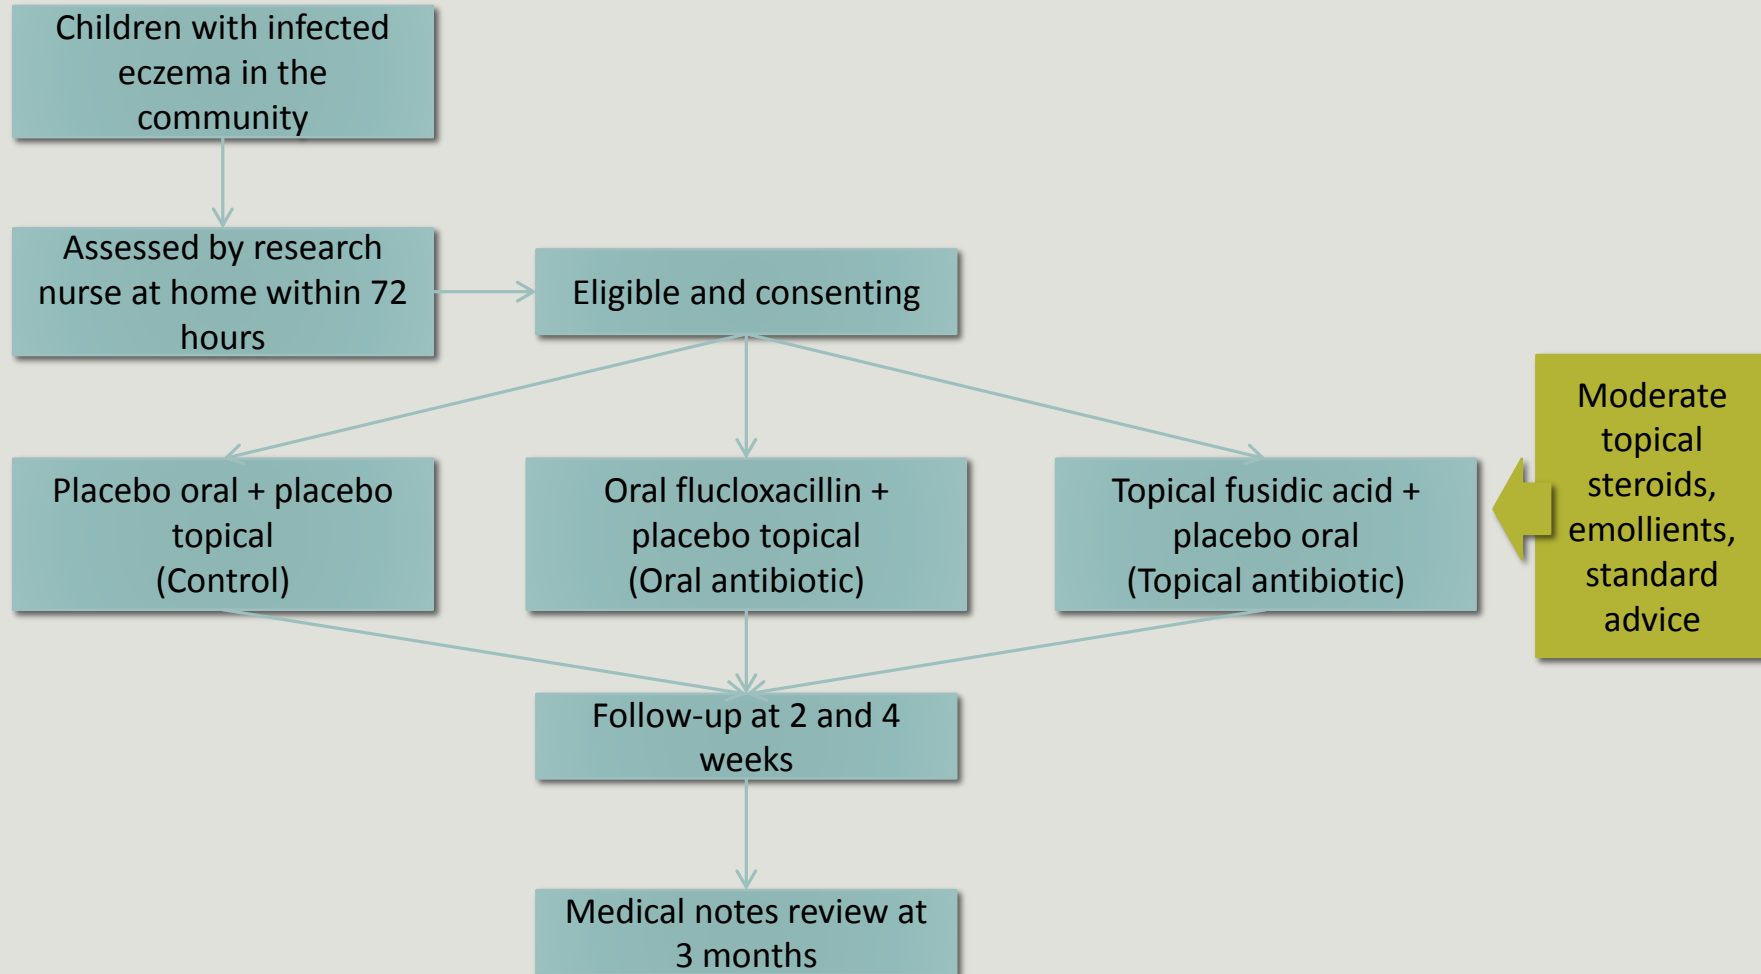 Children with infected
eczema in the
community
Assessed by research
nurse at home within 72
hours
Eligible and consenting
Placebo oral + placebo
topical
(Control)
Oral flucloxacillin +
placebo topical
(Oral antibiotic)
Topical fusidic acid +
placebo oral
(Topical antibiotic)
Moderate
topical
steroids,
emollients,
standard
advice
Follow-up at 2 and 4
weeks
Medical notes review at
3 months